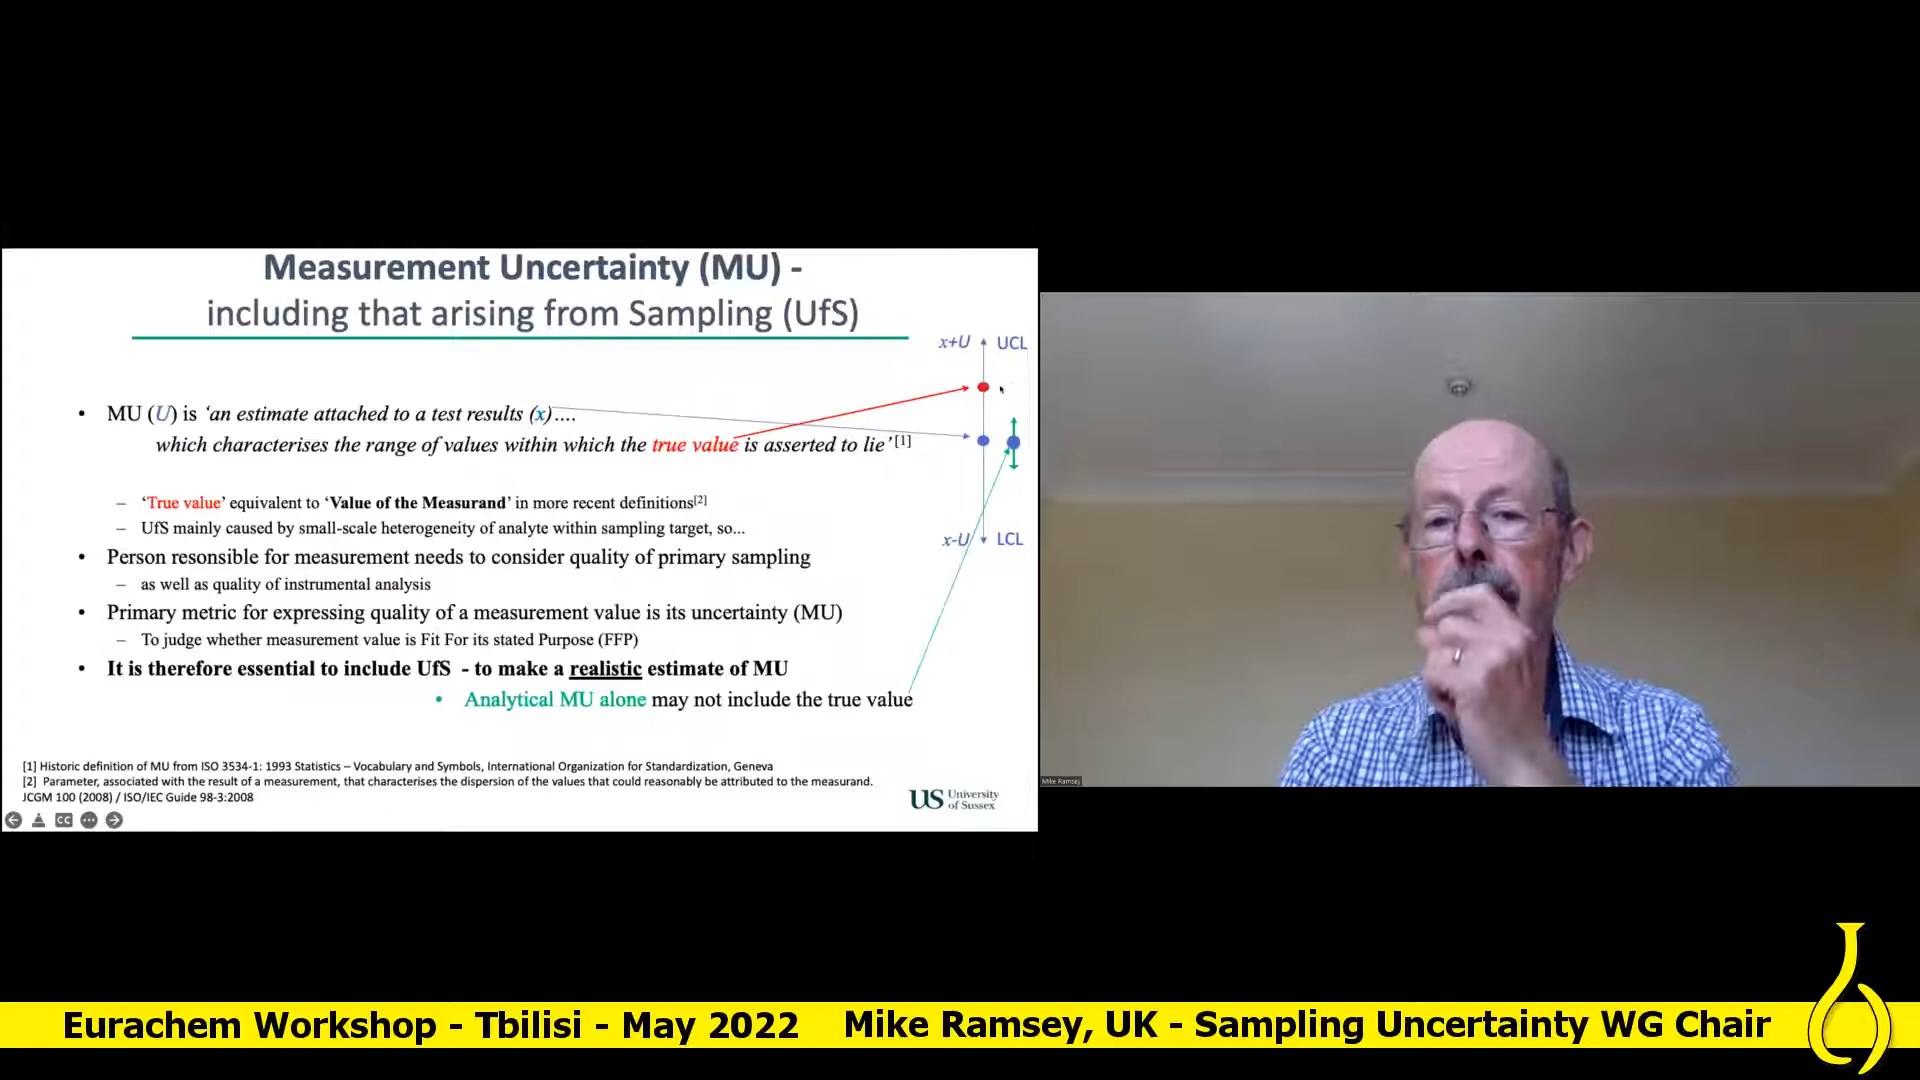 Measurement Uncertainty (MU) -
including that arising from Sampling (UfS)
x+U UCL
• MU (U) is ‘an estimate attached to a test results (x)….
which characterises the range of values within which the true value is asserted to lie’[1]
– ‘True value’ equivalent to ‘Value of the Measurand’ in more recent definitions[2]
– UfS mainly caused by small-scale heterogeneity of analyte within sampling target, so...
x-U LCL
• Person resonsible for measurement needs to consider quality of primary sampling
– as well as quality of instrumental analysis
• Primary metric for expressing quality of a measurement value is its uncertainty (MU)
– To judge whether measurement value is Fit For its stated Purpose (FFP)
• It is therefore essential to include UfS - to make a realistic estimate of MU
• Analytical MU alone may not include the true value
[1] Historic definition of MU from ISO 3534-1: 1993 Statistics – Vocabulary and Symbols, International Organization for Standardization, Geneva
[2] Parameter, associated with the result of a measurement, that characterises the dispersion of the values that could reasonably be attributed to the measurand.
JCGM 100 (2008) / ISO/IEC Guide 98-3:2008
US University
of Sussex
CC
Mike Ramsey
Eurachem Workshop - Tbilisi - May 2022 Mike Ramsey, UK - Sampling Uncertainty WG Chair